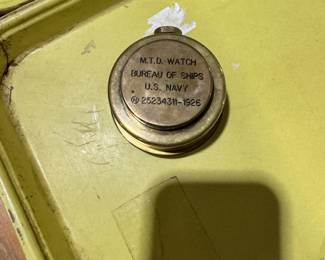 M.T.D. WATCH
BUREAU OF SHIPS
U.S. NAVY
Ⓗ 25234311-1926